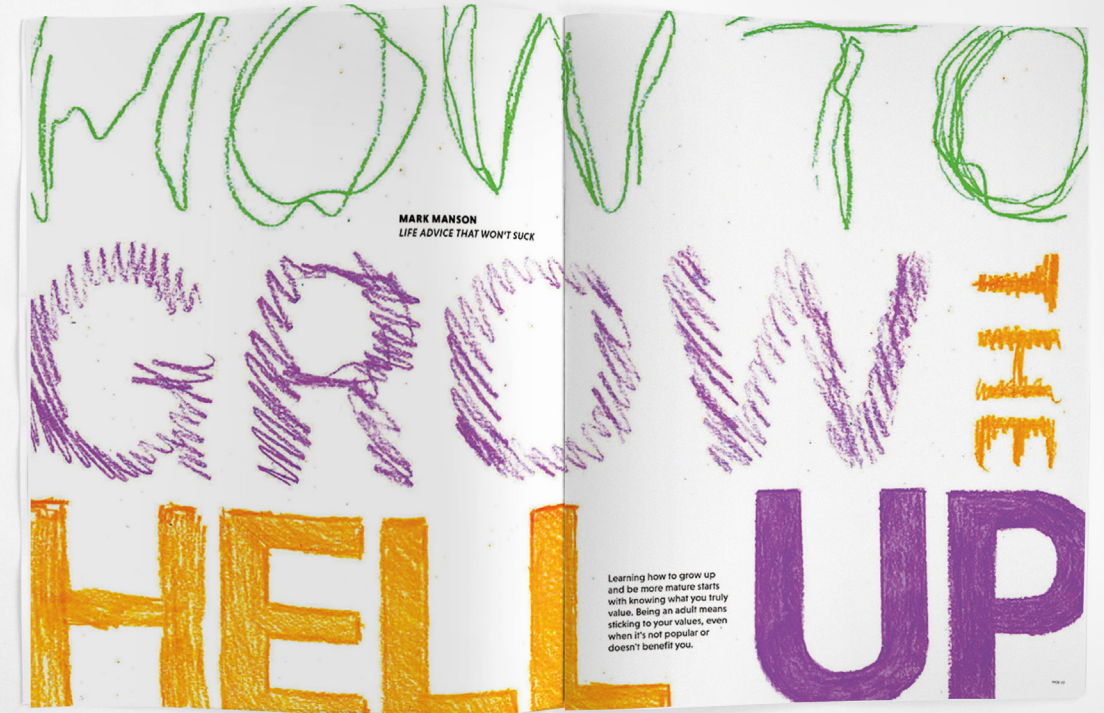 HOW TO
MARK MANSON
LIFE ADVICE THAT WON'T SUCK
GROW THE
HELL UP
Learning how to grow up
and be more mature starts
with knowing what you truly
value. Being an adult means
sticking to your values, even
when it's not popular or
doesn't benefit you.